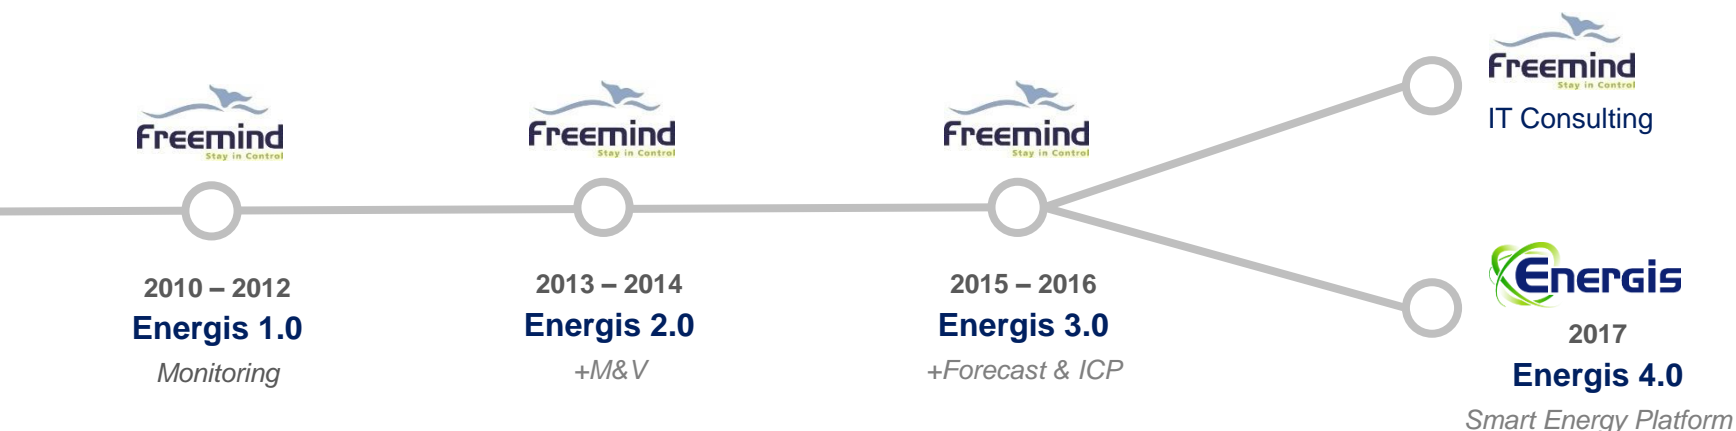 Freemind
Stay in Control
2010 – 2012
Energis 1.0
Monitoring
Freemind
Stay in Control
2013 – 2014
Energis 2.0
+M&V
Freemind
Stay in Control
2015 – 2016
Energis 3.0
+Forecast & ICP
Freemind
Stay in Control
IT Consulting
Energis
2017
Energis 4.0
Smart Energy Platform